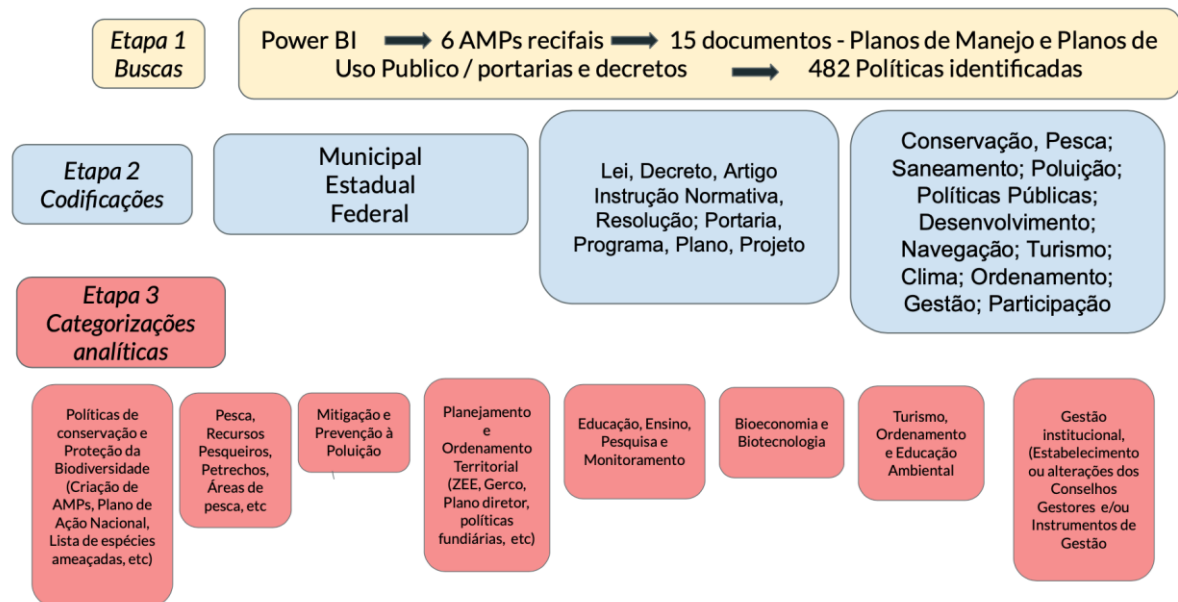 Etapa 1
Buscas
Power BI 6 AMPs recifais 15 documentos - Planos de Manejo e Planos de
Uso Publico / portarias e decretos 482 Políticas identificadas
Etapa 2
Codificações
Municipal
Estadual
Federal
Lei, Decreto, Artigo
Instrução Normativa,
Resolução; Portaria,
Programa, Plano, Projeto
Conservação, Pesca;
Saneamento; Poluição;
Políticas Públicas;
Desenvolvimento;
Navegação; Turismo;
Clima; Ordenamento;
Gestão; Participação
Etapa 3
Categorizações
analíticas
Políticas de
conservação e
Proteção da
Biodiversidade
(Criação de
AMPs, Plano de
Ação Nacional,
Lista de espécies
ameaçadas, etc)
Pesca,
Recursos
Pesqueiros,
Petrechos,
Áreas de
pesca, etc
Mitigação e
Prevenção à
Poluição
Planejamento
e
Ordenamento
Territorial
(ZEE, Gerco,
Plano diretor,
políticas
fundiárias, etc)
Educação, Ensino,
Pesquisa e
Monitoramento
Bioeconomia e
Biotecnologia
Turismo,
Ordenamento
e Educação
Ambiental
Gestão
institucional,
(Estabelecimento
ou alterações dos
Conselhos
Gestores e/ou
Instrumentos de
Gestão